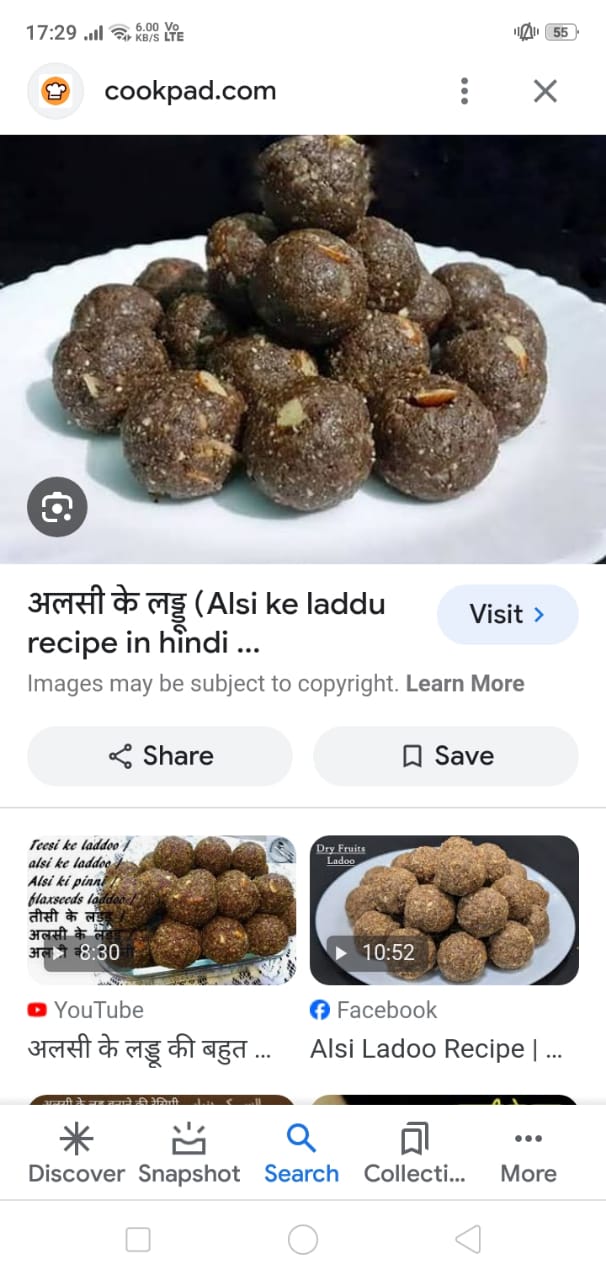 17:29 6.00 KB/S Vo LTE 55
cookpad.com
अलसी के लड्डू (Alsi ke laddu
recipe in hindi ...
Visit
Images may be subject to copyright. Learn More
Share
Save
Teesi ke laddoo /
alsi ke laddoo /
Alsi ki pinni /
flaxseeds laddoo /
तीसी के लड्डू /
अलसी के
8:30
Dry Fruits
Ladoo
10:52
YouTube
अलसी के लड्डू की बहुत ...
Facebook
Alsi Ladoo Recipe | ...
Discover
Snapshot
Search
Collecti...
More